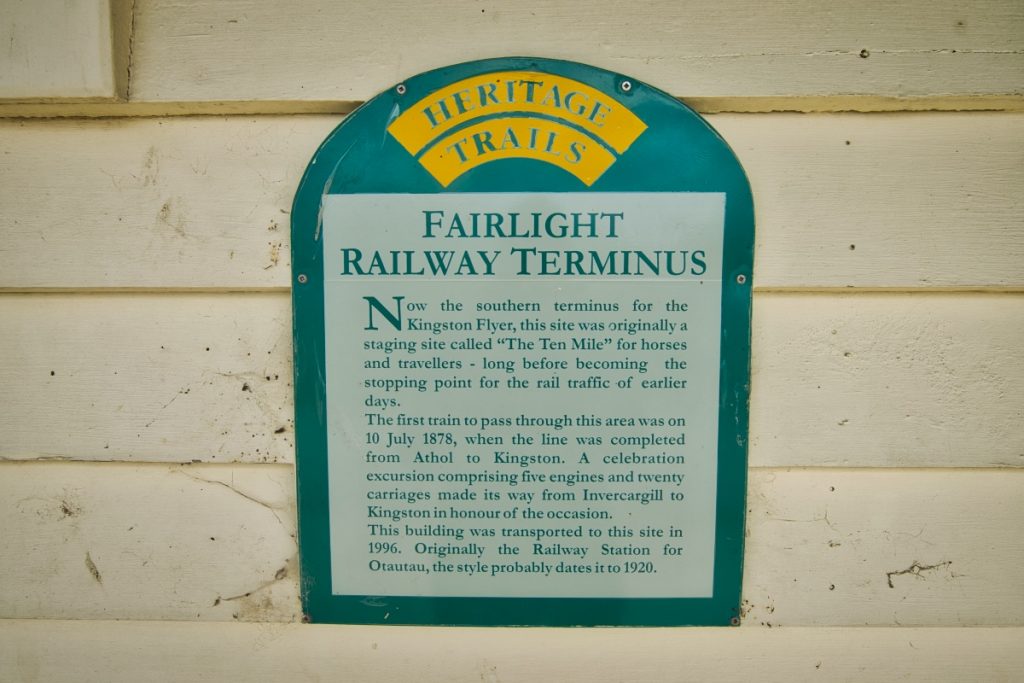 HERITAGE
TRAILS
FAIRLIGHT
RAILWAY TERMINUS
Now the southern terminus for the
Kingston Flyer, this site was originally a
staging site called "The Ten Mile" for horses
and travellers - long before becoming the
stopping point for the rail traffic of earlier
days.
The first train to pass through this area was on
10 July 1878, when the line was completed
from Athol to Kingston. A celebration
excursion comprising five engines and twenty
carriages made its way from Invercargill to
Kingston in honour of the occasion.
This building was transported to this site in
1996. Originally the Railway Station for
Otautau, the style probably dates it to 1920.